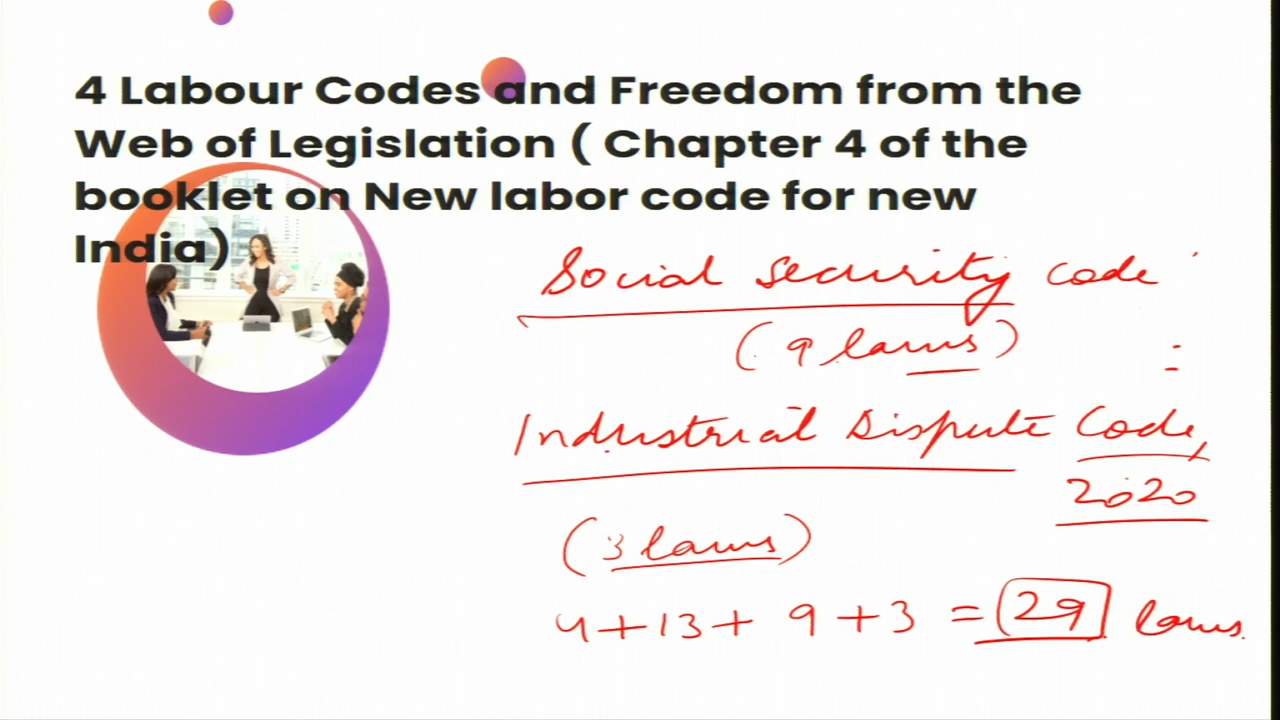 4 Labour Codes and Freedom from the
Web of Legislation ( Chapter 4 of the
booklet on New labor code for new
India)
Social Security code
(9 laws)
Industrial Dispute Code,
2020
(3 laws)
4+13+ 9+3 = 29 laws.